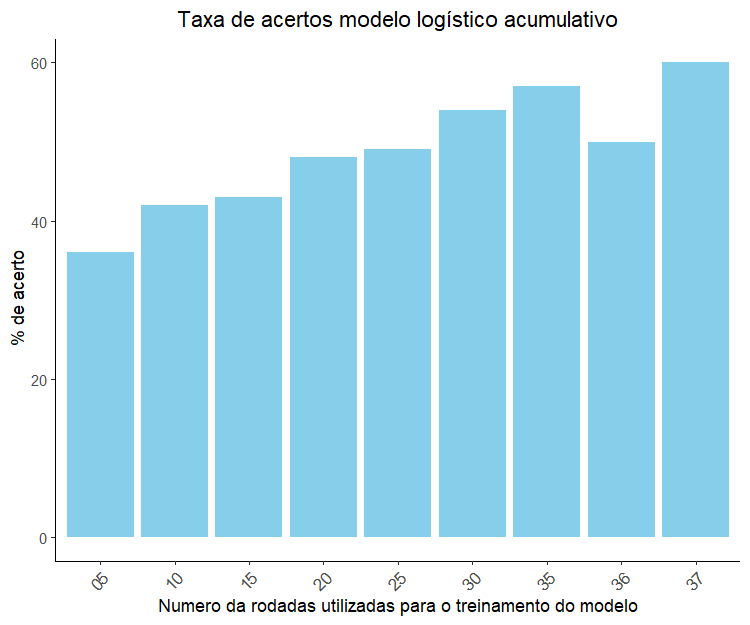 Taxa de acertos modelo logístico acumulativo
% de acerto
60
40
20
0
05 10 15 20 25 30 35 36 37
Numero da rodadas utilizadas para o treinamento do modelo